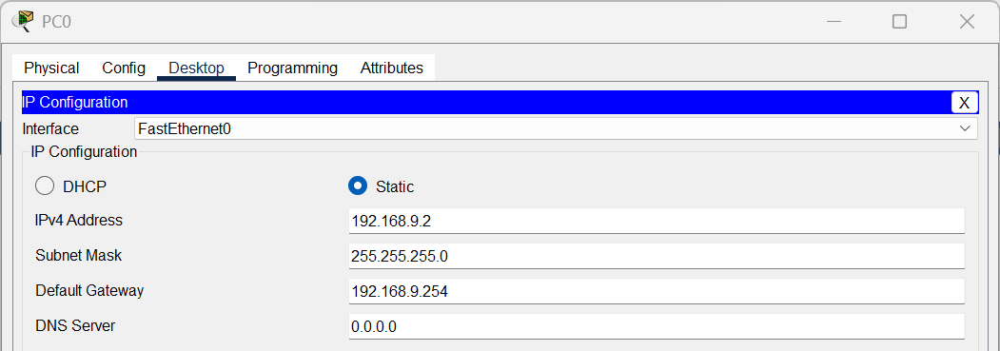 PC0
Physical Config Desktop Programming Attributes
IP Configuration X
Interface FastEthernet0
IP Configuration
DHCP Static
IPv4 Address 192.168.9.2
Subnet Mask 255.255.255.0
Default Gateway 192.168.9.254
DNS Server 0.0.0.0